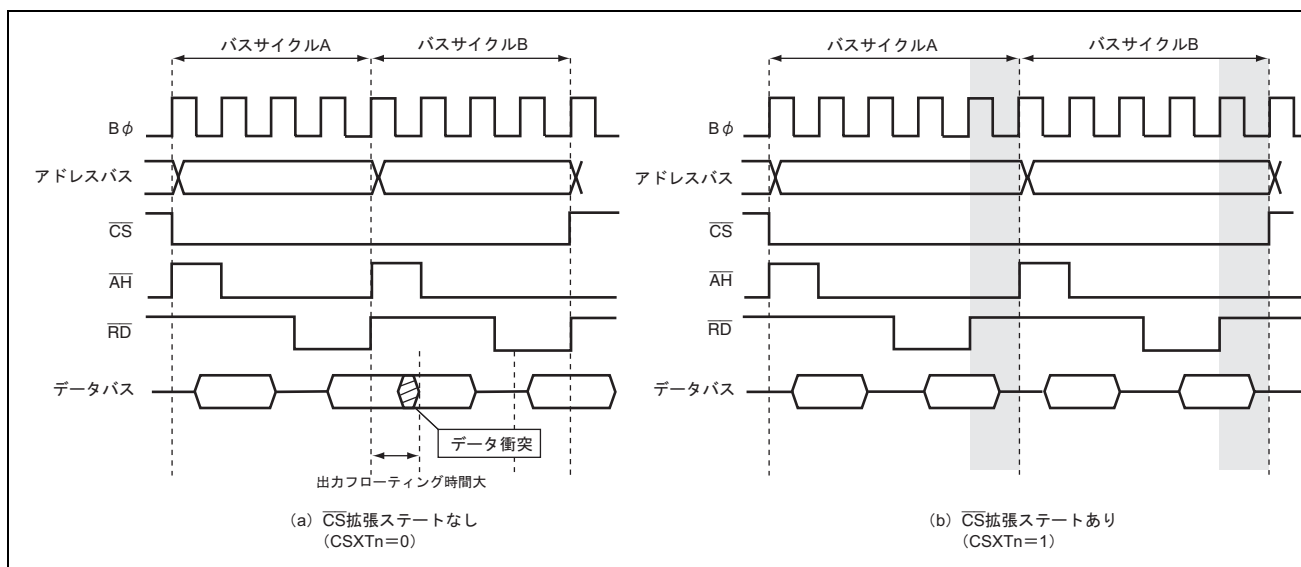 バスサイクルA
バスサイクルB
Bφ
アドレスバス
CS
AH
RD
データバス
データ衝突
出力フローティング時間大
(a) CS拡張ステートなし
(CSXTn=0)
バスサイクルA
バスサイクルB
Bφ
アドレスバス
CS
AH
RD
データバス
(b) CS拡張ステートあり
(CSXTn=1)